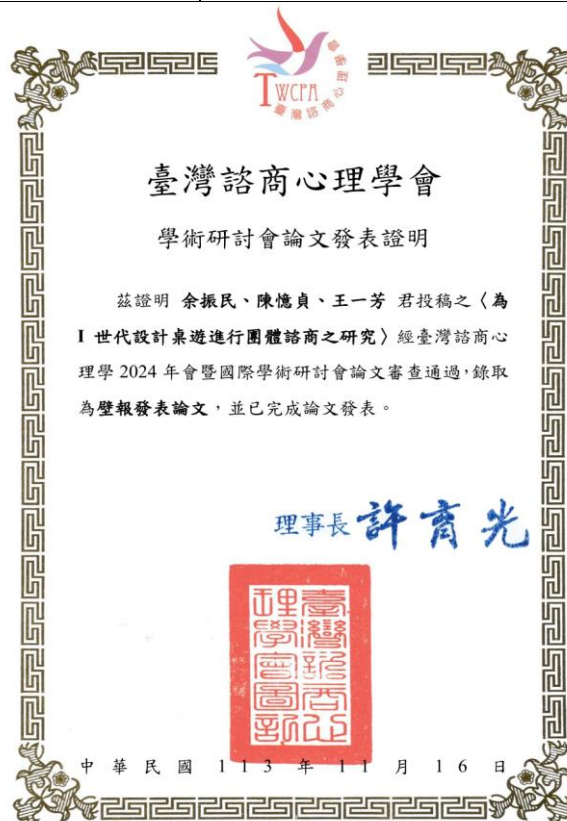 TWCPA
臺灣諮商心理學會
臺灣諮商心理學會
學術研討會論文發表證明
茲證明 余振民、陳憶貞、王一芳 君投稿之〈為
I 世代設計桌遊進行團體諮商之研究〉經臺灣諮商心
理學 2024 年會暨國際學術研討會論文審查通過,錄取
為壁報發表論文,並已完成論文發表。
理事長 許育光
臺灣諮商心
理學會圖記
中華民國 113 年 11 月 16 日